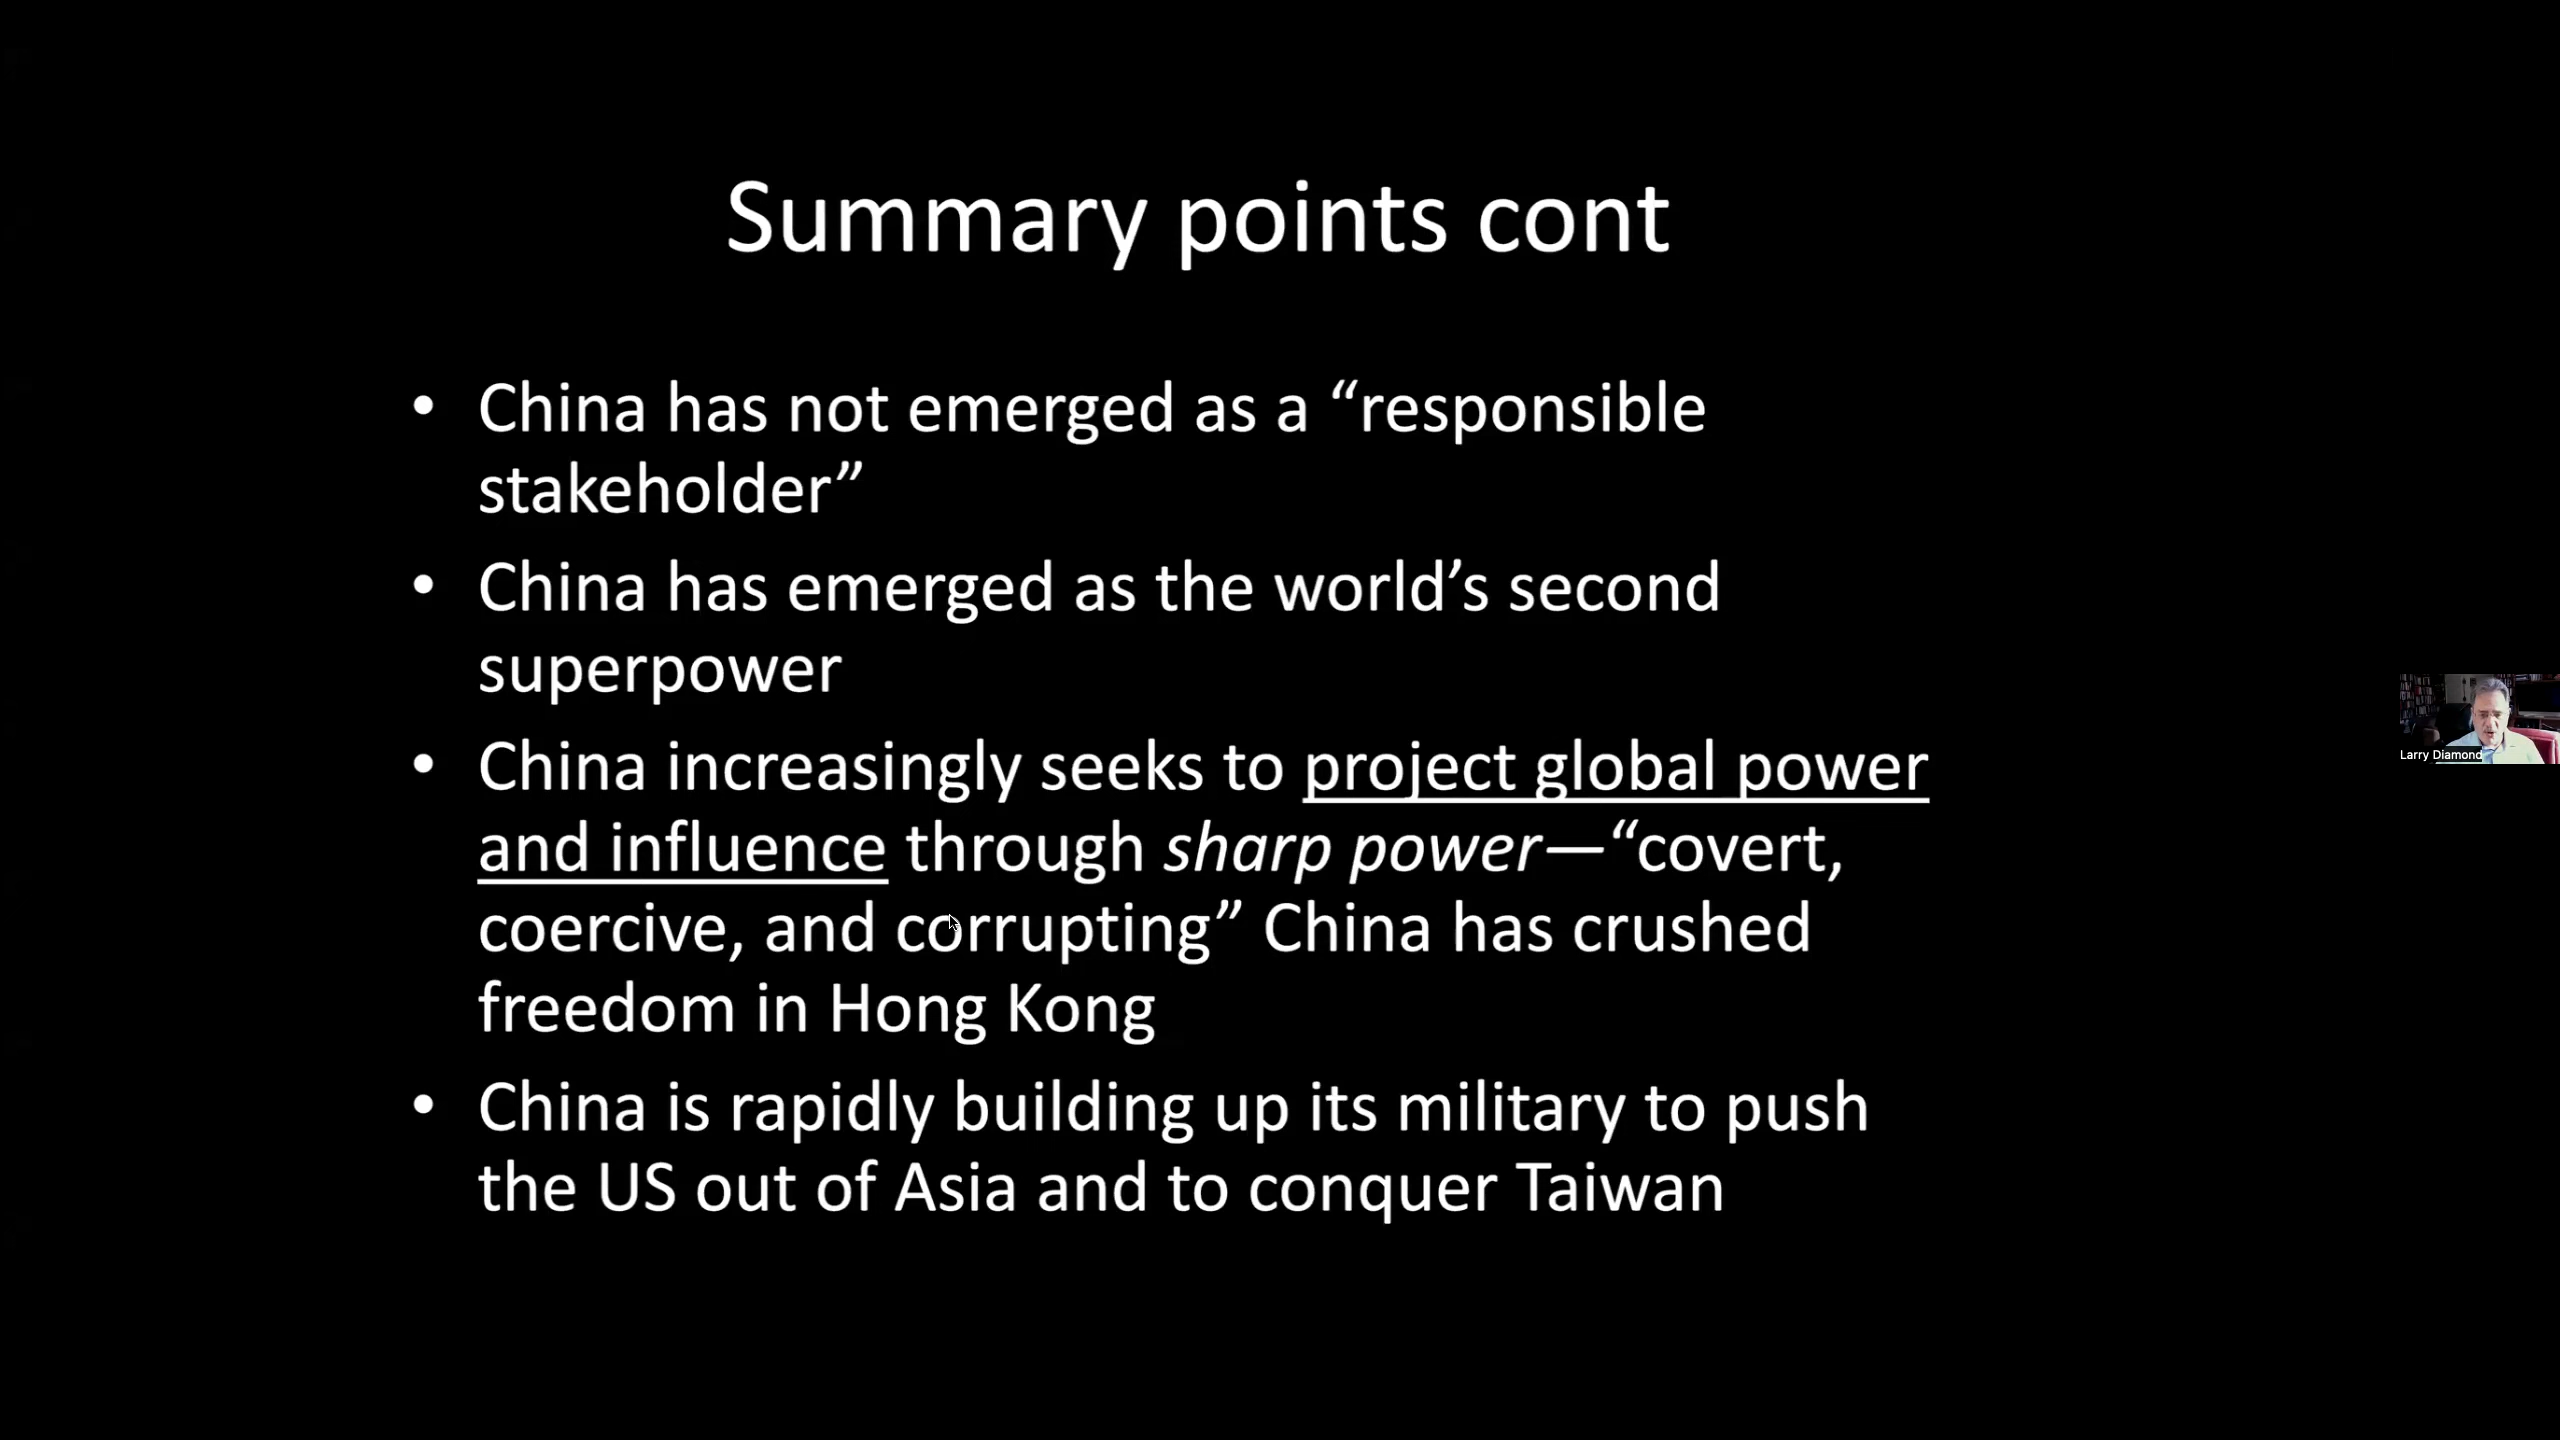 Summary points cont
• China has not emerged as a “responsible
stakeholder”
• China has emerged as the world’s second
superpower
• China increasingly seeks to project global power
and influence through sharp power—“covert,
coercive, and corrupting” China has crushed
freedom in Hong Kong
• China is rapidly building up its military to push
the US out of Asia and to conquer Taiwan
Larry Diamond